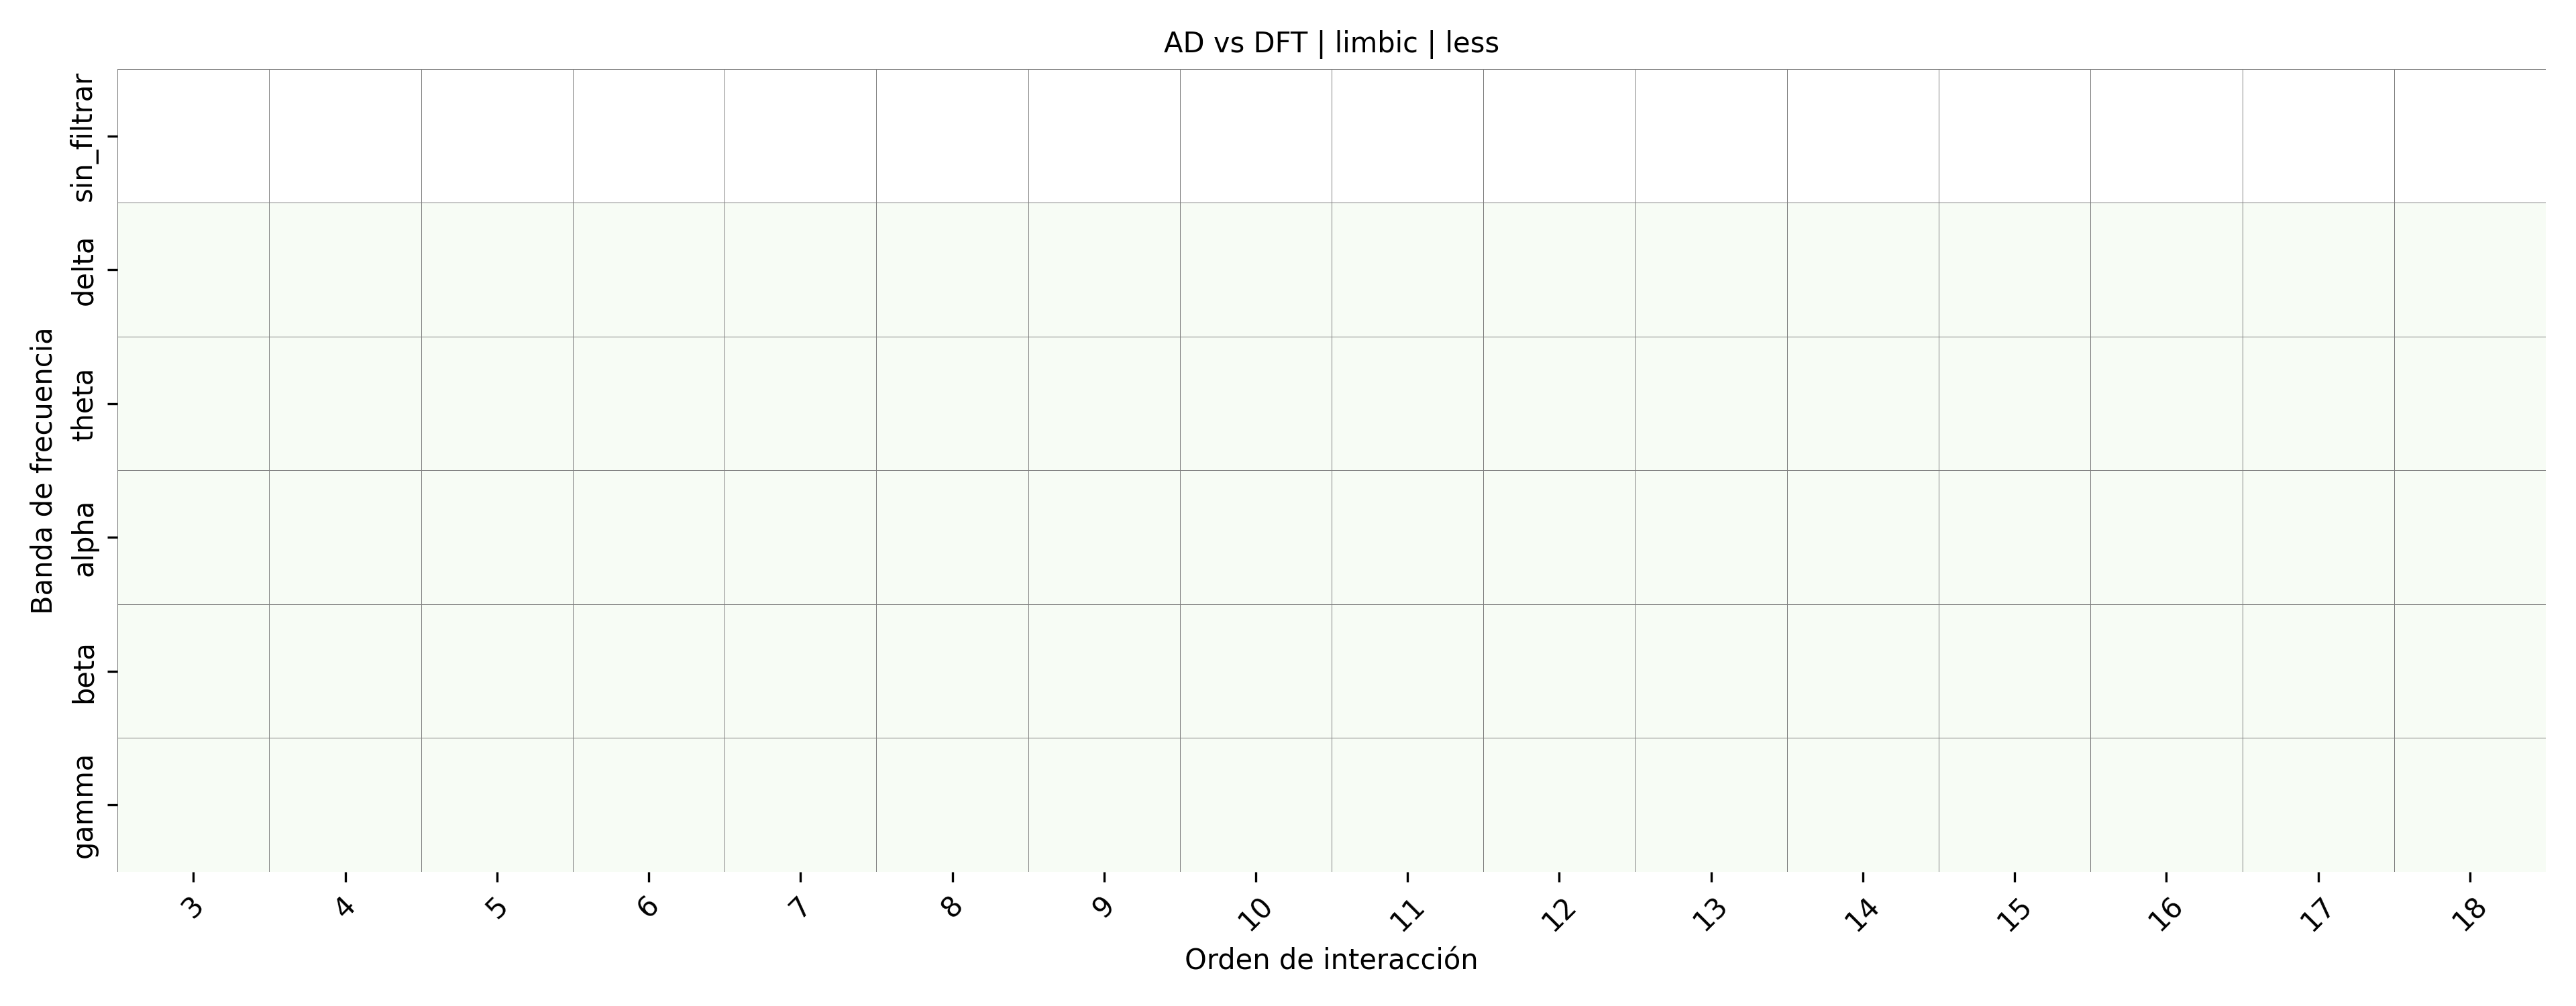 AD vs DFT | limbic | less
Banda de frecuencia
sin_filtrar
delta
theta
alpha
beta
gamma
3 4 5 6 7 8 9 10 11 12 13 14 15 16 17 18
Orden de interacción